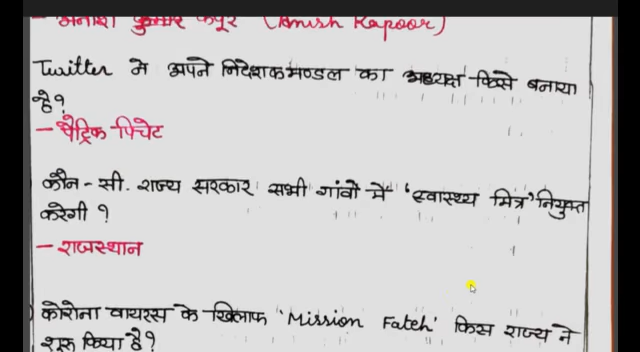 - अनीश कुमार कपूर (Anish Kapoor)
Twitter ने अपने निदेशकमण्डल का अध्यक्ष किसे बनाया
है?
- पैट्रिक पिचेट
कौन-सी. राज्य सरकार सभी गांवो में 'स्वास्थ्य मित्र' नियुक्त
करेगी ?
- राजस्थान
कोरोना वायरस के खिलाफ 'Mission Fateh' किस राज्य ने
शुरू किया है?